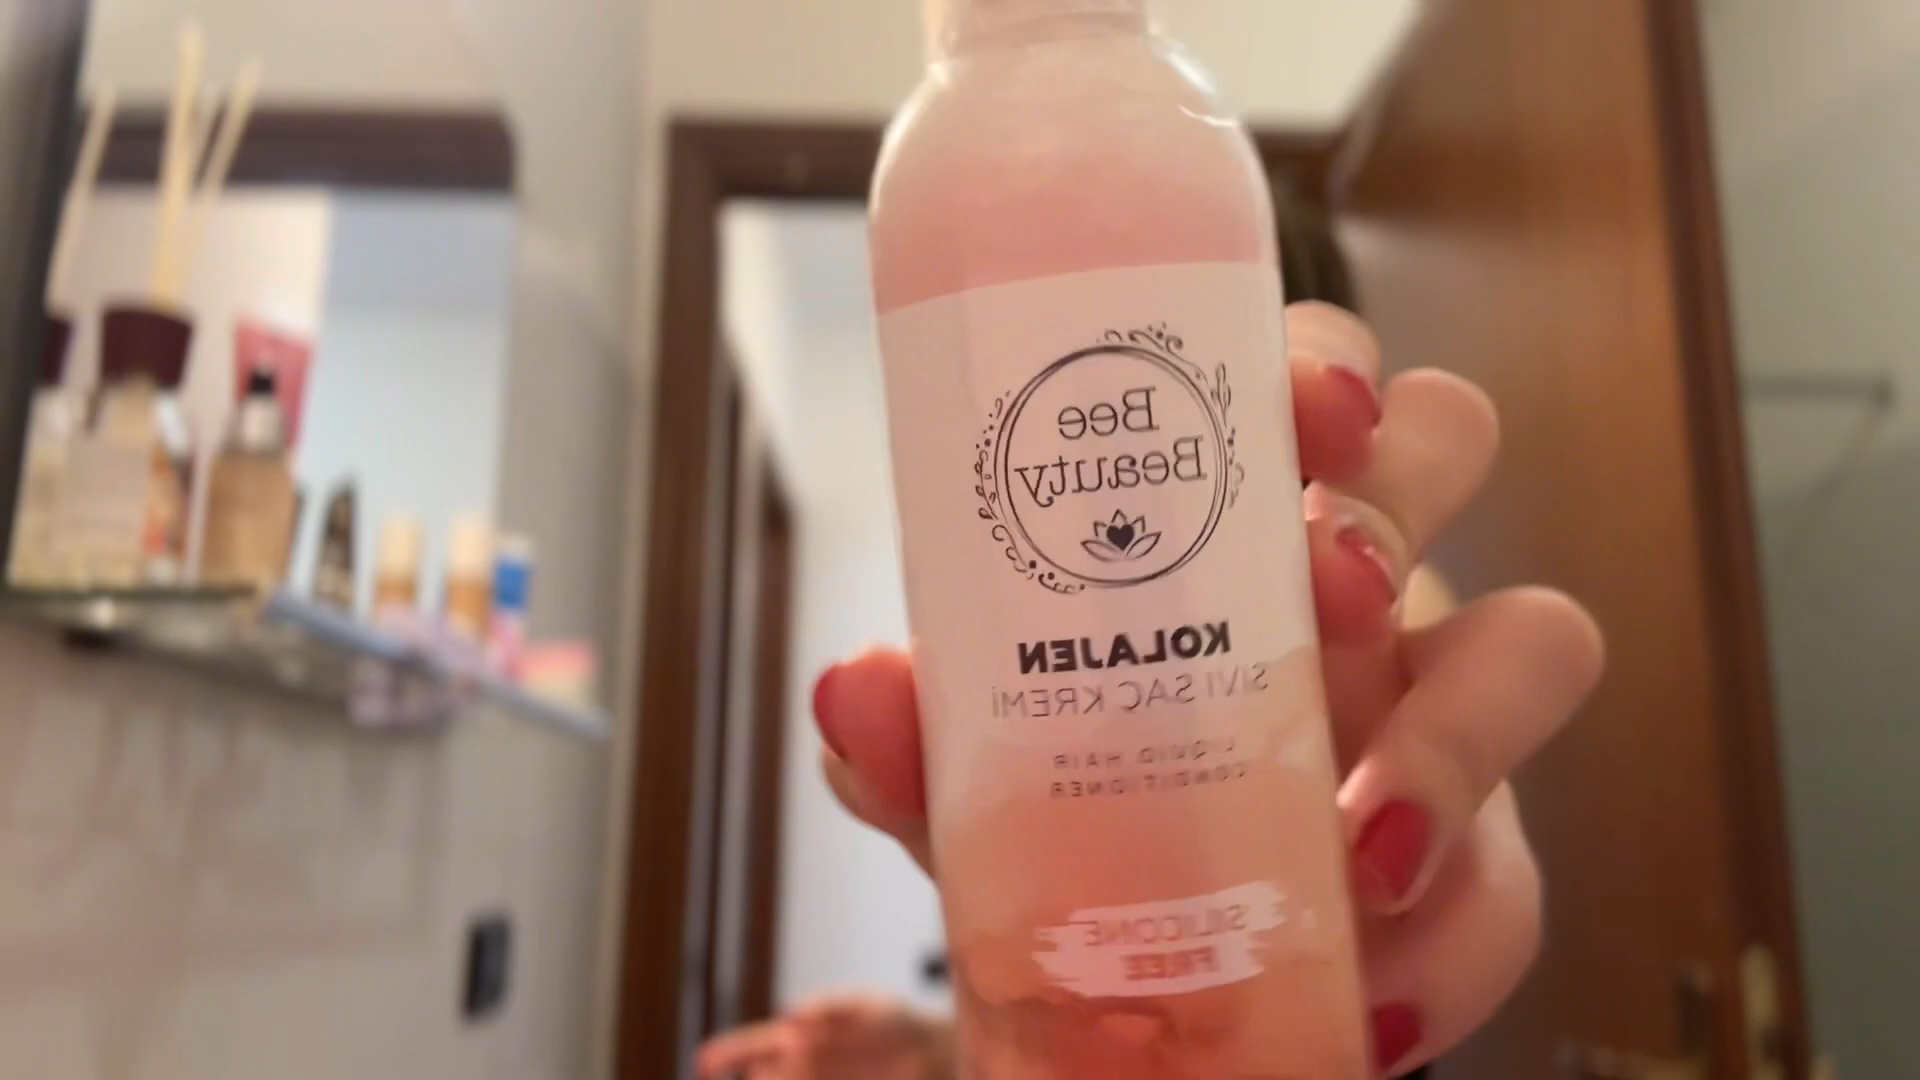 Bee
Beauty
KOLAJEN
SIVI SAÇ KREMİ
LIQUID HAIR
CONDITIONER
SILICONE
FREE